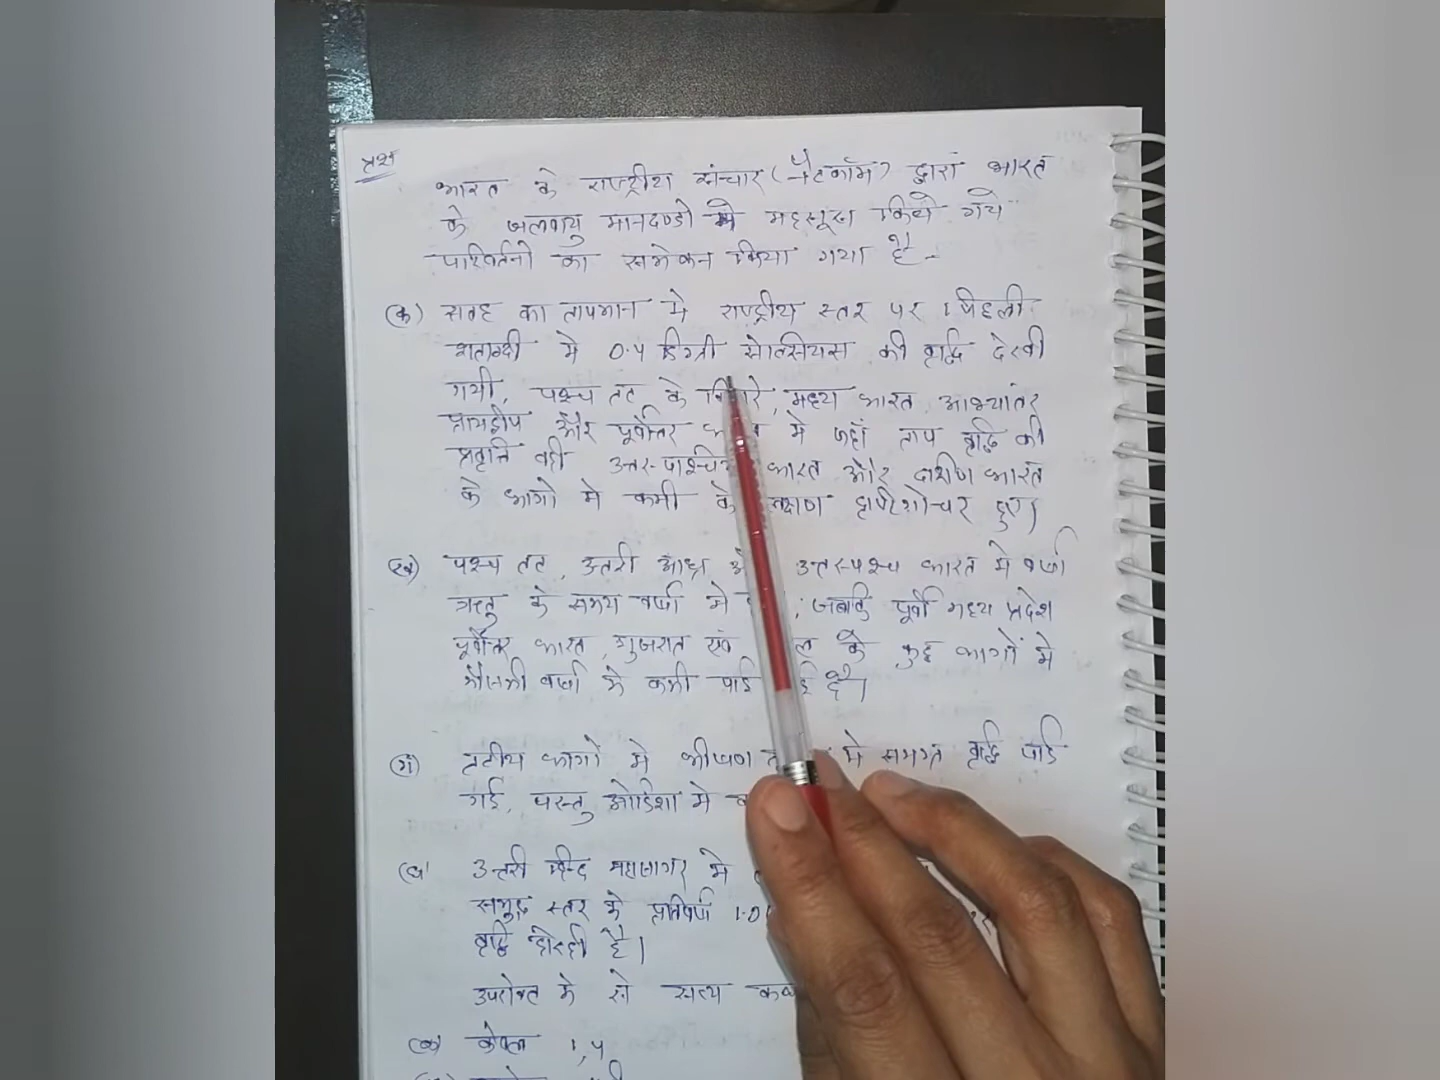 प्रश्न
भारत के राष्ट्रीय संचार (नैटकॉम) द्वारा भारत
के जलवायु मानदण्डो मे महसूस किये गये
परिवर्तनो का संकलन किया गया है -
(क) सतह का तापमान मे राष्ट्रीय स्तर पर पिछली
शताब्दी मे 0.4 डिग्री सेल्सियस की वृद्धि देखी
गयी, पश्च तट के मध्य भारत, आभ्यांतर
प्रायद्वीप और पूर्वोत्तर मे जहाँ ताप वृद्धि की
प्रवृत्ति वही उत्तर-पश्चिम भारत और दक्षिण भारत
के भागो मे कमी के लक्षण दृष्टिगोचर हुए।
(ख) पश्च तट, उत्तरी आंध्र उत्तर-पश्च भारत मे वर्षा
ऋतु के समय वर्षा मे , जबकि पूर्वी मध्य प्रदेश
पूर्वोत्तर भारत, गुजरात एवं के कुछ भागों मे
मौसमी वर्षा मे कमी पाई गई है।
(ग) तटीय भागो मे भीषण मे समग्र वृद्धि पाई
गई, परन्तु ओडिशा मे
(घ) उत्तरी हिन्द महासागर मे
समुद्र स्तर मे प्रतिवर्ष
वृद्धि हो रही है।
उपरोक्त मे से सत्य
(क) केवल 1,4